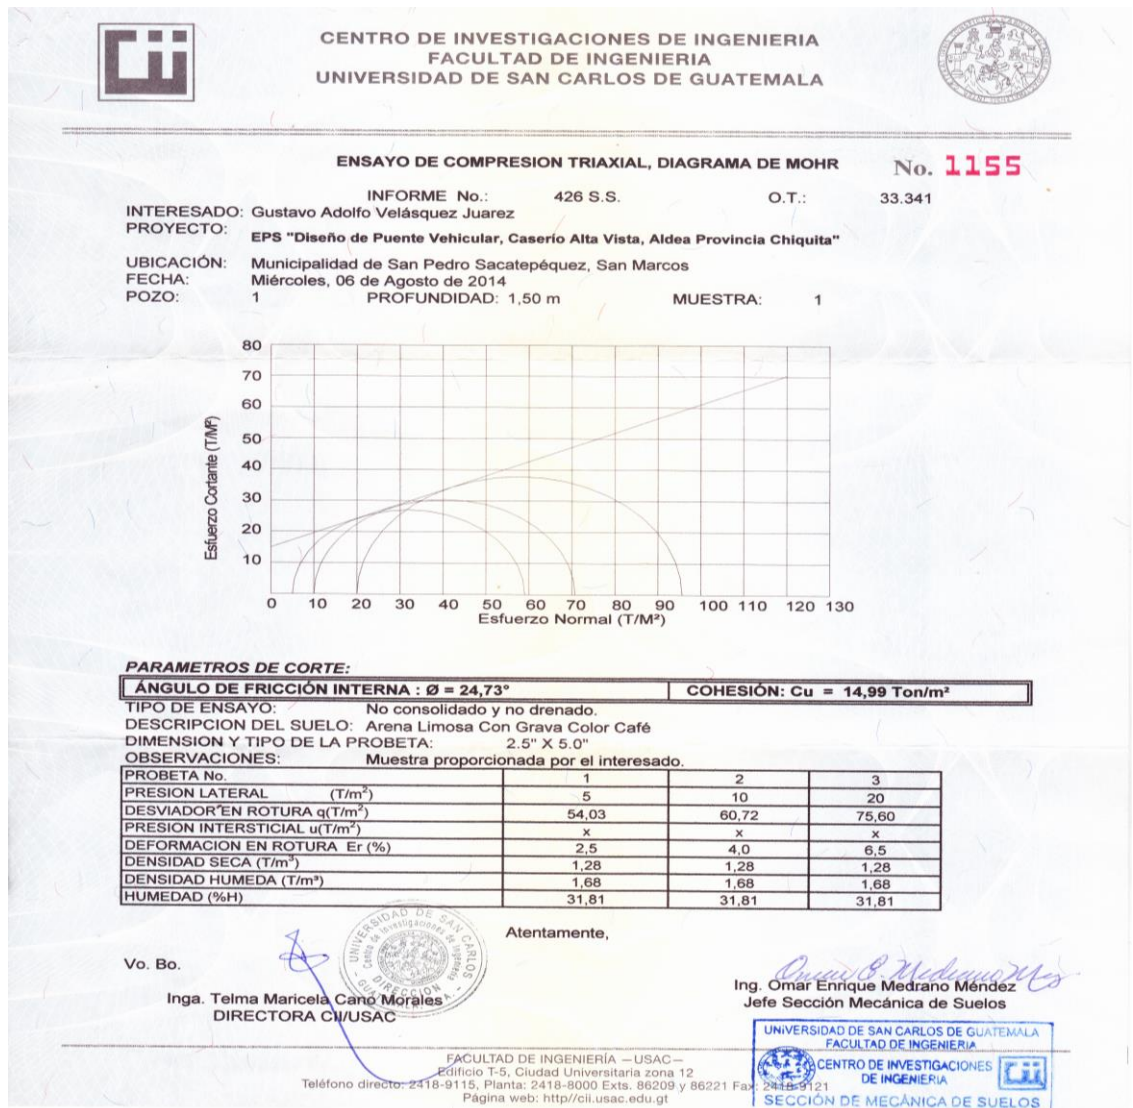 Cii
CENTRO DE INVESTIGACIONES DE INGENIERIA
FACULTAD DE INGENIERIA
UNIVERSIDAD DE SAN CARLOS DE GUATEMALA
ENSAYO DE COMPRESION TRIAXIAL, DIAGRAMA DE MOHR No. 1155
INFORME No.: 426 S.S. O.T.: 33.341
INTERESADO: Gustavo Adolfo Velásquez Juarez
PROYECTO: EPS "Diseño de Puente Vehicular, Caserío Alta Vista, Aldea Provincia Chiquita"
UBICACIÓN: Municipalidad de San Pedro Sacatepéquez, San Marcos
FECHA: Miércoles, 06 de Agosto de 2014
POZO: 1 PROFUNDIDAD: 1,50 m MUESTRA: 1
Esfuerzo Cortante (T/M²)
80
70
60
50
40
30
20
10
0 10 20 30 40 50 60 70 80 90 100 110 120 130
Esfuerzo Normal (T/M²)
PARAMETROS DE CORTE:
ÁNGULO DE FRICCIÓN INTERNA : Ø = 24,73° COHESIÓN: Cu = 14,99 Ton/m²
TIPO DE ENSAYO: No consolidado y no drenado.
DESCRIPCION DEL SUELO: Arena Limosa Con Grava Color Café
DIMENSION Y TIPO DE LA PROBETA: 2.5" X 5.0"
OBSERVACIONES: Muestra proporcionada por el interesado.
PROBETA No. 1 2 3
PRESION LATERAL (T/m²) 5 10 20
DESVIADOR EN ROTURA q(T/m²) 54,03 60,72 75,60
PRESION INTERSTICIAL u(T/m²) x x x
DEFORMACION EN ROTURA Er (%) 2,5 4,0 6,5
DENSIDAD SECA (T/m³) 1,28 1,28 1,28
DENSIDAD HUMEDA (T/m³) 1,68 1,68 1,68
HUMEDAD (%H) 31,81 31,81 31,81
Atentamente,
Vo. Bo.
UNIVERSIDAD DE SAN CARLOS
Centro de Investigaciones de Ingeniería
DIRECCION
Inga. Telma Maricela Cano Morales
DIRECTORA CII/USAC
Ing. Omar Enrique Medrano Méndez
Jefe Sección Mecánica de Suelos
UNIVERSIDAD DE SAN CARLOS DE GUATEMALA
FACULTAD DE INGENIERIA
CENTRO DE INVESTIGACIONES
DE INGENIERIA
Cii
SECCIÓN DE MECÁNICA DE SUELOS
FACULTAD DE INGENIERÍA —USAC—
Edificio T-5, Ciudad Universitaria zona 12
Teléfono directo: 2418-9115, Planta: 2418-8000 Exts. 86209 y 86221 Fax: 2418-9121
Página web: http//cii.usac.edu.gt